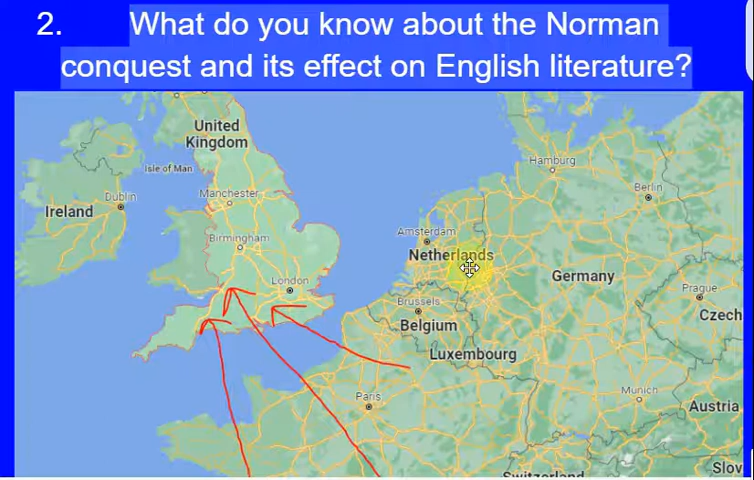 2. What do you know about the Norman
conquest and its effect on English literature?
United
Kingdom
Isle of Man
Ireland
Dublin
Manchester
Birmingham
London
Hamburg
Berlin
Amsterdam
Netherlands
Germany
Brussels
Belgium
Prague
Czech
Luxembourg
Paris
Munich
Austria
Switzerland
Slov